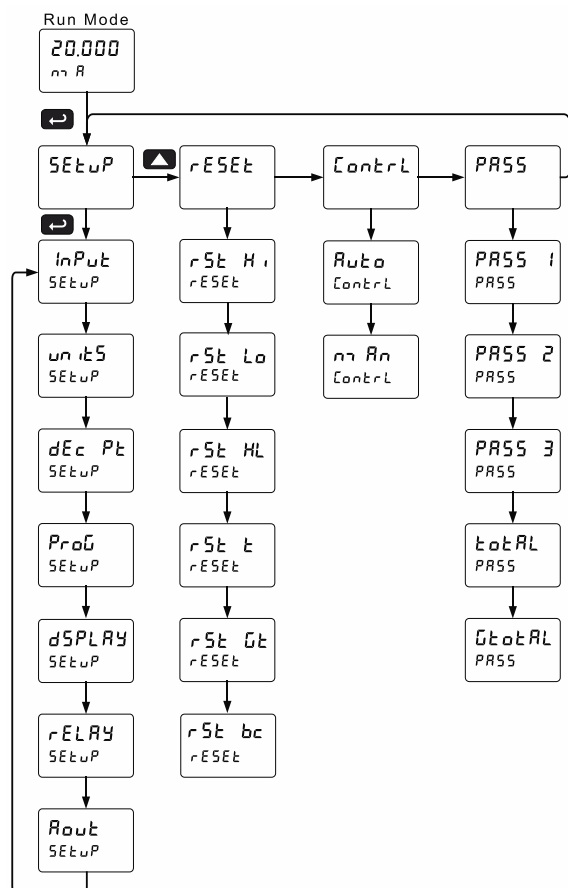 Run Mode
20.000
mA
SEtuP
rESEt
ContrL
PASS
InPut
SEtuP
rSt Hi
rESEt
Auto
ContrL
PASS 1
PASS
unitS
SEtuP
rSt Lo
rESEt
mAn
ContrL
PASS 2
PASS
dEc Pt
SEtuP
rSt HL
rESEt
PASS 3
PASS
ProG
SEtuP
rSt t
rESEt
totAL
PASS
dSPLAY
SEtuP
rSt Gt
rESEt
GtotAL
PASS
rELAY
SEtuP
rSt bc
rESEt
Aout
SEtuP